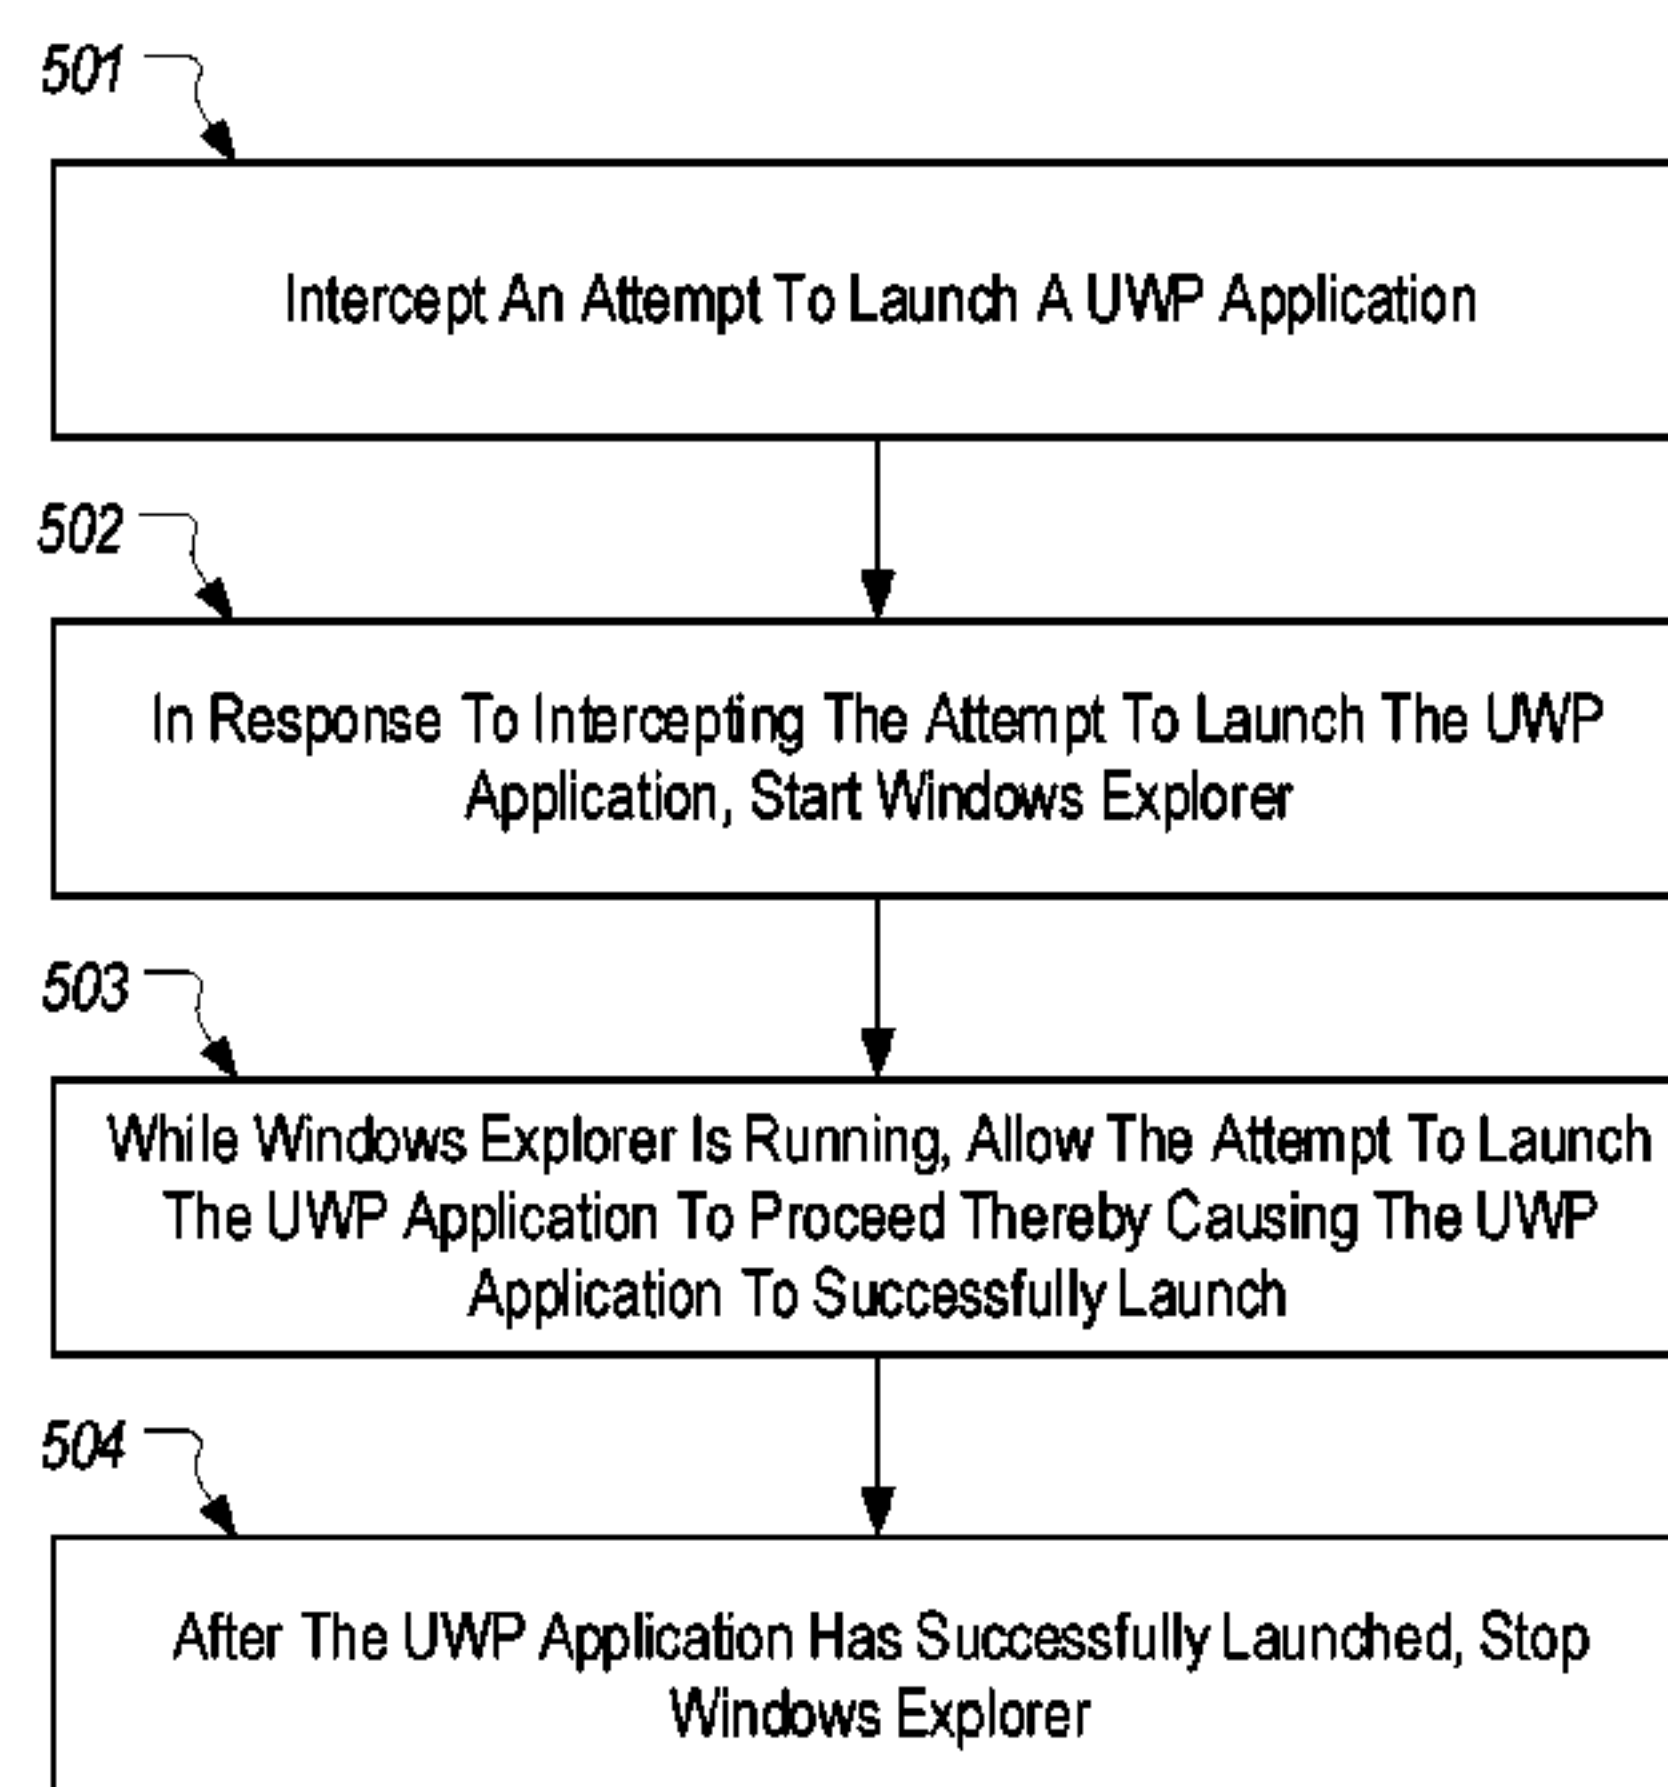 501
Intercept An Attempt To Launch A UWP Application
502
In Response To Intercepting The Attempt To Launch The UWP
Application, Start Windows Explorer
503
While Windows Explorer Is Running, Allow The Attempt To Launch
The UWP Application To Proceed Thereby Causing The UWP
Application To Successfully Launch
504
After The UWP Application Has Successfully Launched, Stop
Windows Explorer